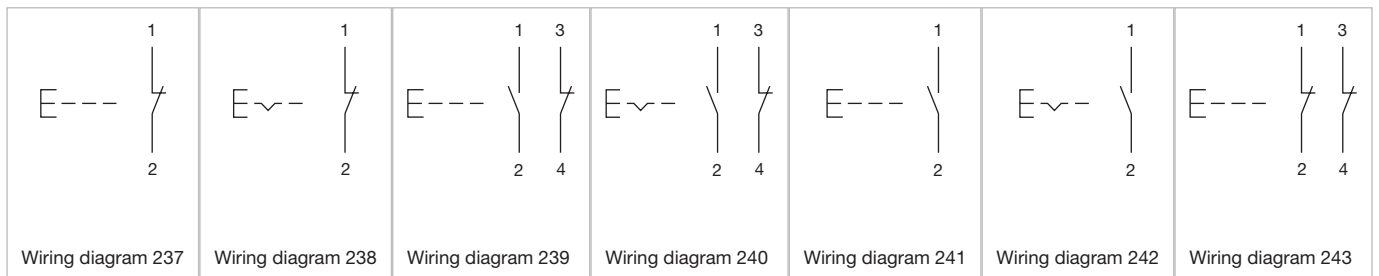 1
1
1 3
1 3
1
1
1 3
2
2
2 4
2 4
2
2
2 4
Wiring diagram 237
Wiring diagram 238
Wiring diagram 239
Wiring diagram 240
Wiring diagram 241
Wiring diagram 242
Wiring diagram 243